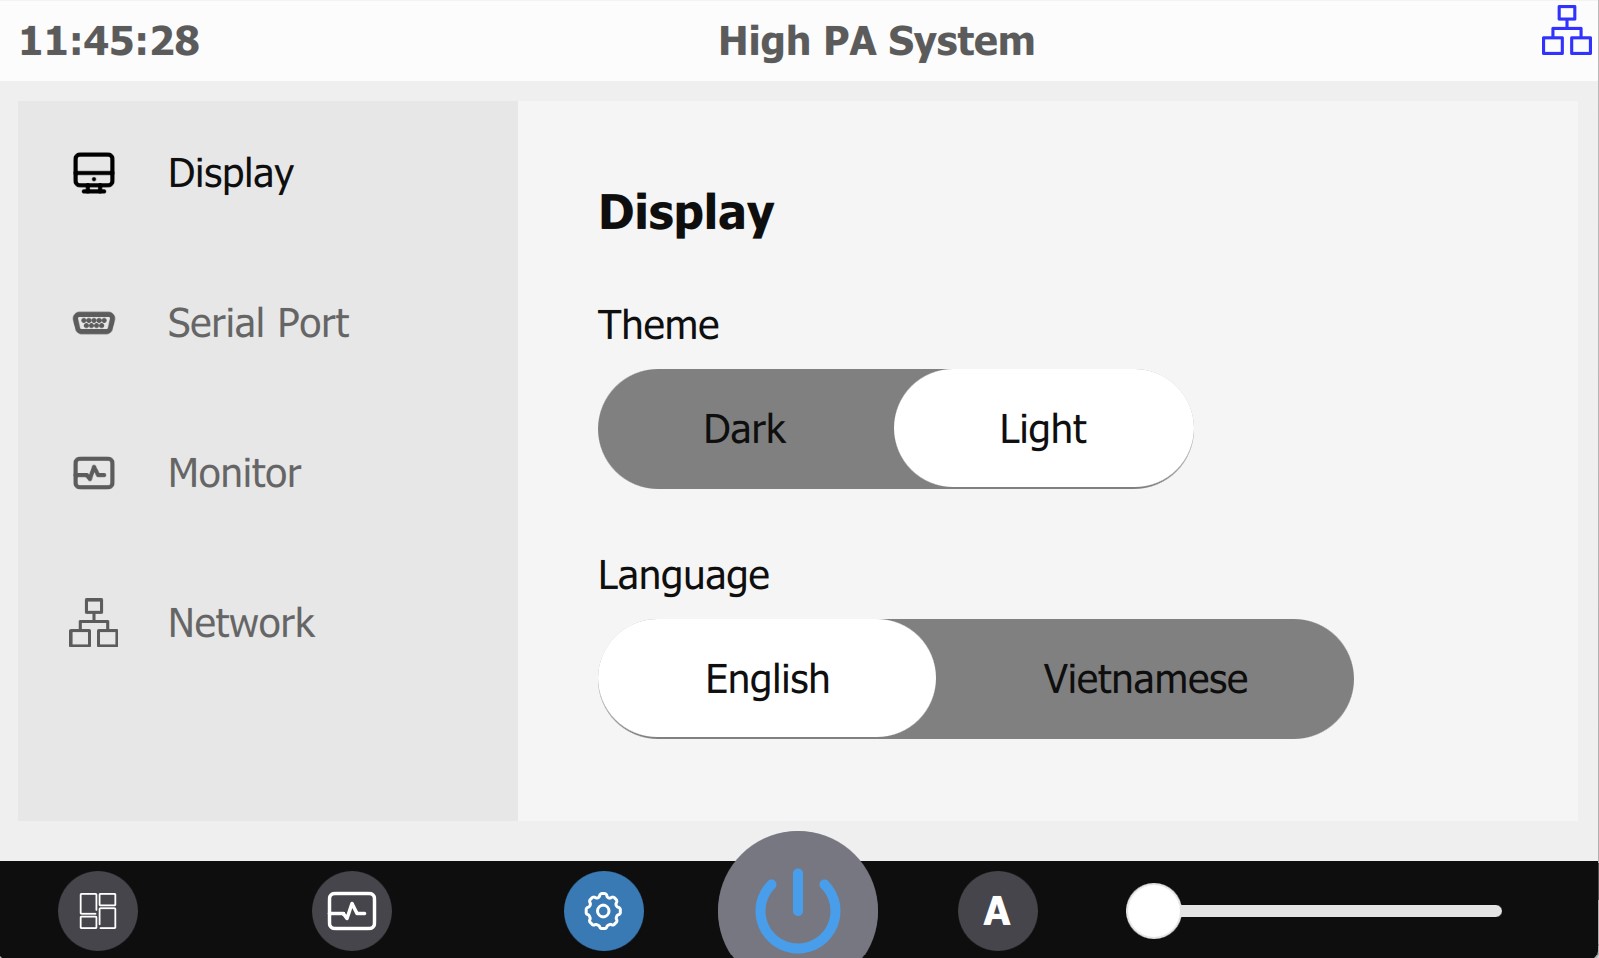 11:45:28
High PA System
Display
Serial Port
Monitor
Network
Display
Theme
Dark
Light
Language
English
Vietnamese
A